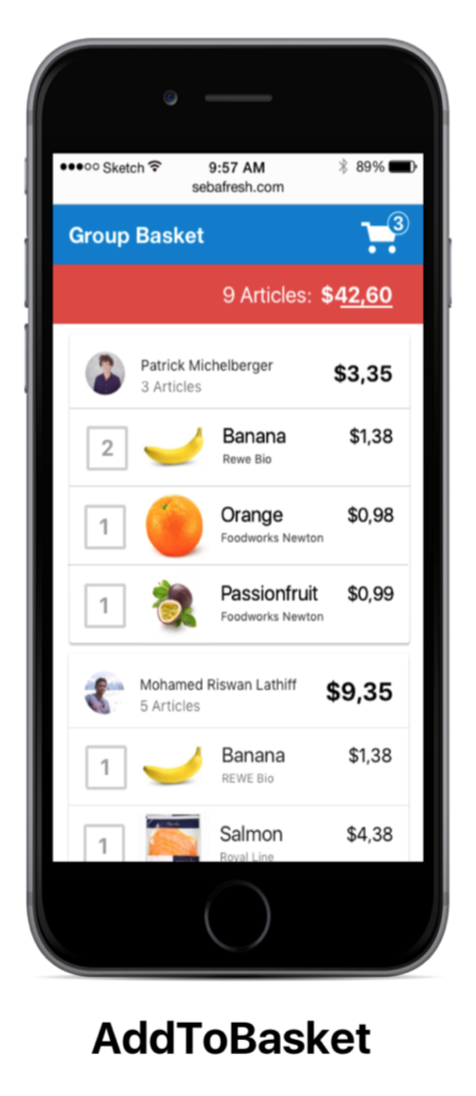 Sketch 9:57 AM 89%
sebafresh.com
Group Basket 3
9 Articles: $42,60
Patrick Michelberger $3,35
3 Articles
2 Banana $1,38
Rewe Bio
1 Orange $0,98
Foodworks Newton
1 Passionfruit $0,99
Foodworks Newton
Mohamed Riswan Lathiff $9,35
5 Articles
1 Banana $1,38
REWE Bio
1 Salmon $4,38
Royal Line
AddToBasket